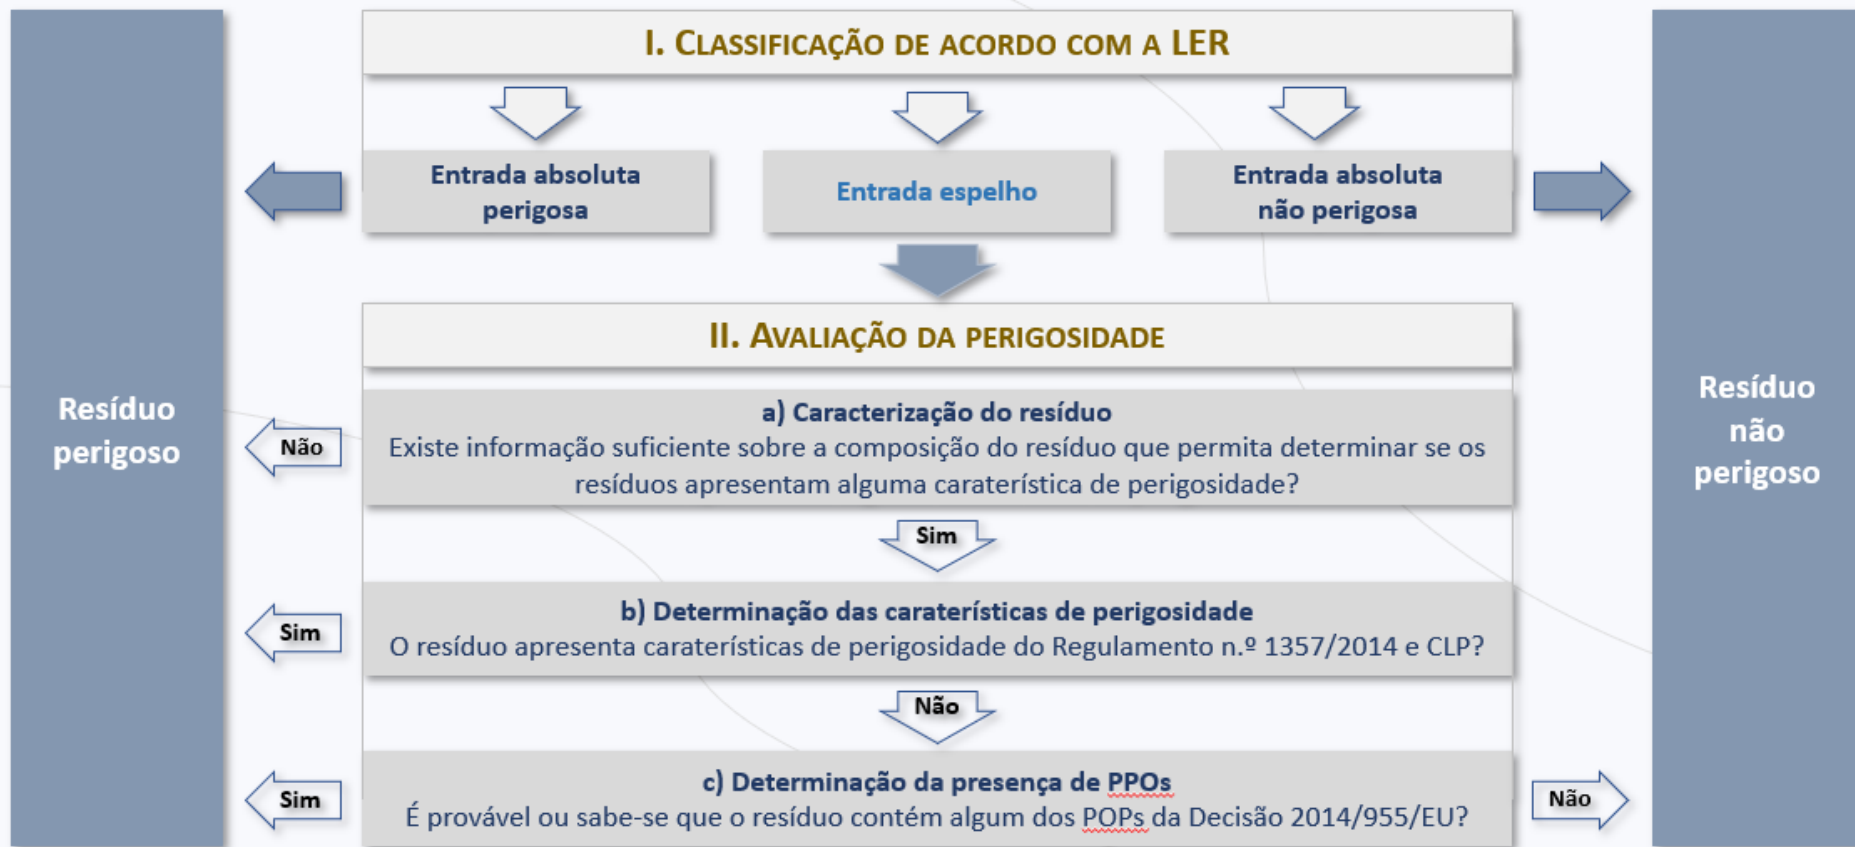 I. CLASSIFICAÇÃO DE ACORDO COM A LER
Entrada absoluta
perigosa
Entrada espelho
Entrada absoluta
não perigosa
II. AVALIAÇÃO DA PERIGOSIDADE
Resíduo
perigoso
Resíduo
não
perigoso
a) Caracterização do resíduo
Não
Existe informação suficiente sobre a composição do resíduo que permita determinar se os
resíduos apresentam alguma caraterística de perigosidade?
Sim
b) Determinação das caraterísticas de perigosidade
Sim
O resíduo apresenta caraterísticas de perigosidade do Regulamento n.º 1357/2014 e CLP?
Não
c) Determinação da presença de PPOs
Sim
É provável ou sabe-se que o resíduo contém algum dos POPs da Decisão 2014/955/EU?
Não